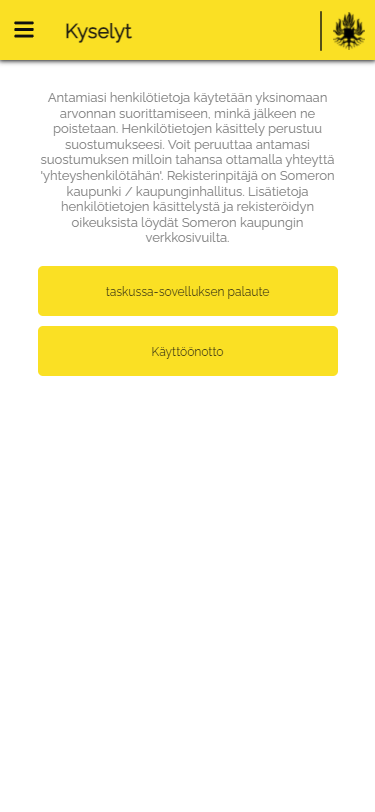 Kyselyt
Antamiasi henkilötietoja käytetään yksinomaan
arvonnan suorittamiseen, minkä jälkeen ne
poistetaan. Henkilötietojen käsittely perustuu
suostumukseesi. Voit peruuttaa antamasi
suostumuksen milloin tahansa ottamalla yhteyttä
'yhteyshenkilötähän'. Rekisterinpitäjä on Someron
kaupunki / kaupunginhallitus. Lisätietoja
henkilötietojen käsittelystä ja rekisteröidyn
oikeuksista löydät Someron kaupungin
verkkosivuilta.
taskussa-sovelluksen palaute
Käyttöönotto